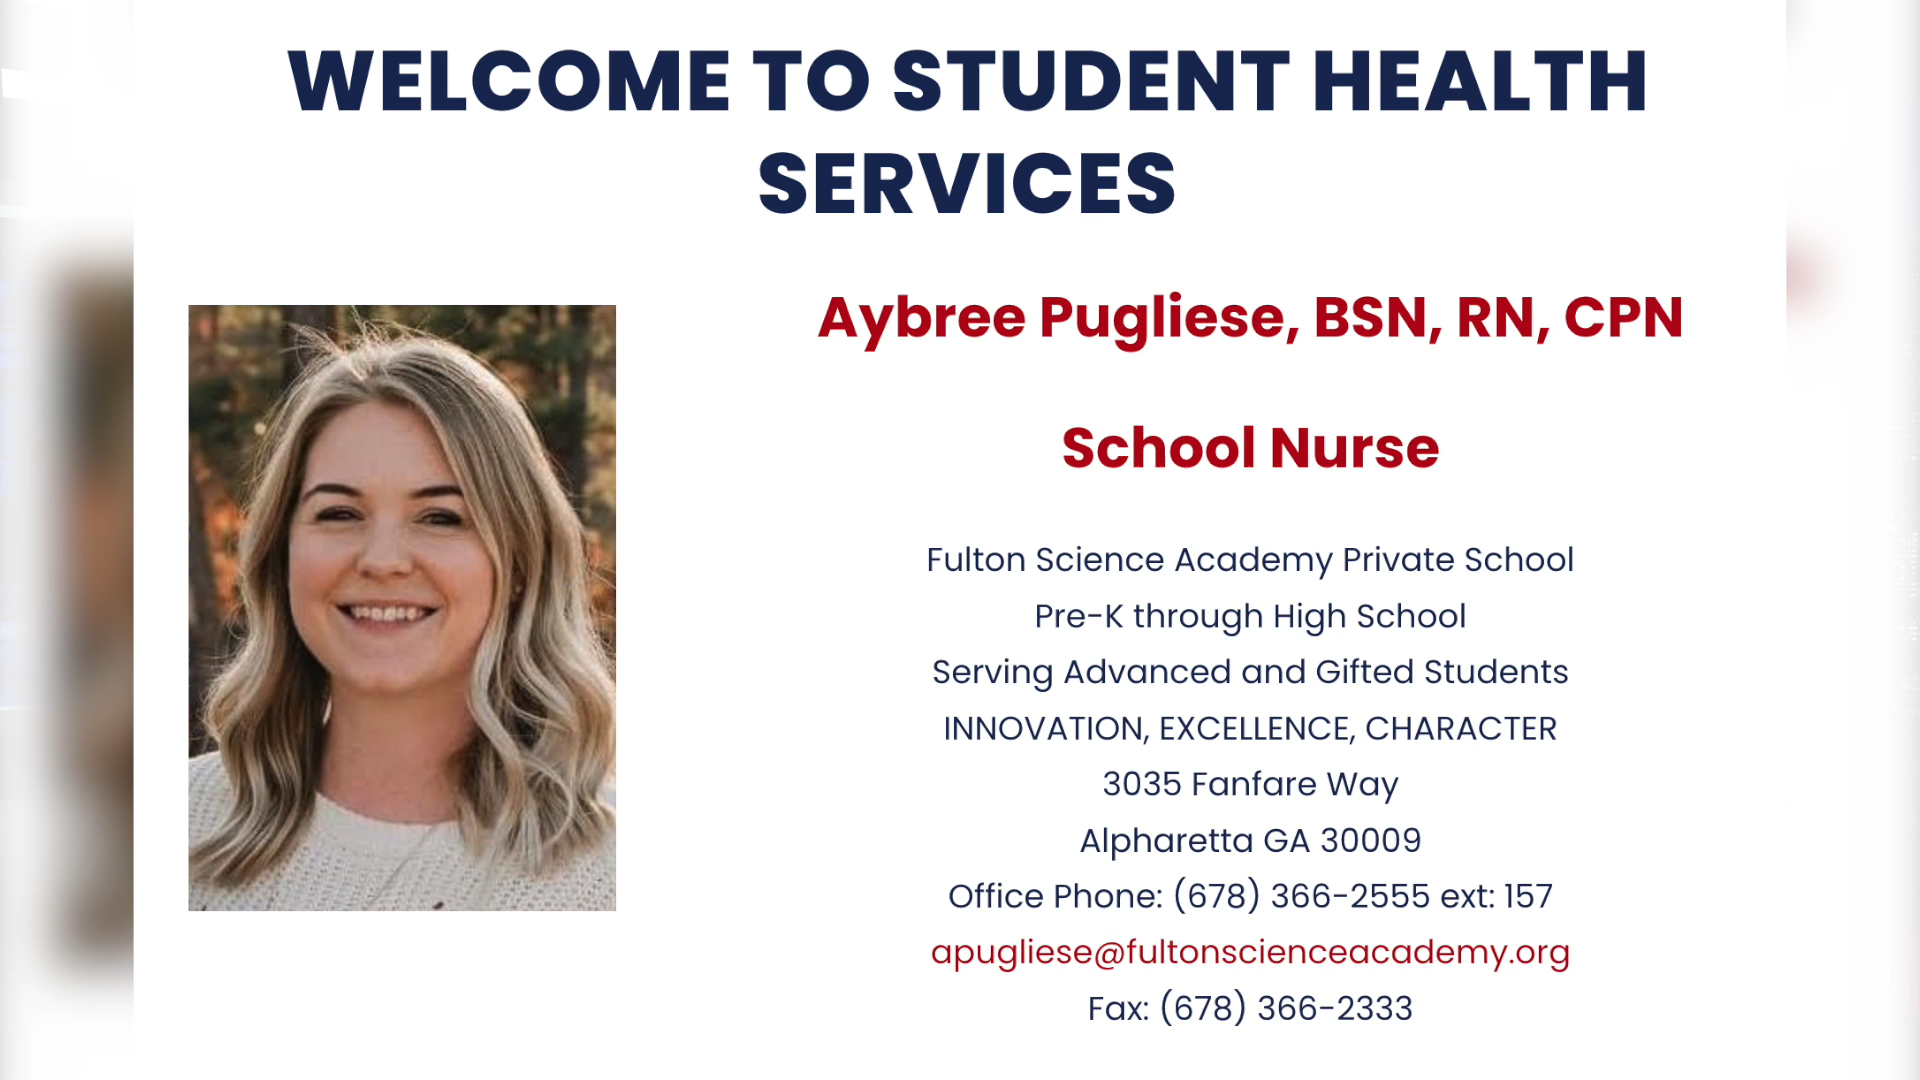 WELCOME TO STUDENT HEALTH
SERVICES
Aybree Pugliese, BSN, RN, CPN
School Nurse
Fulton Science Academy Private School
Pre-K through High School
Serving Advanced and Gifted Students
INNOVATION, EXCELLENCE, CHARACTER
3035 Fanfare Way
Alpharetta GA 30009
Office Phone: (678) 366-2555 ext: 157
apugliese@fultonscienceacademy.org
Fax: (678) 366-2333